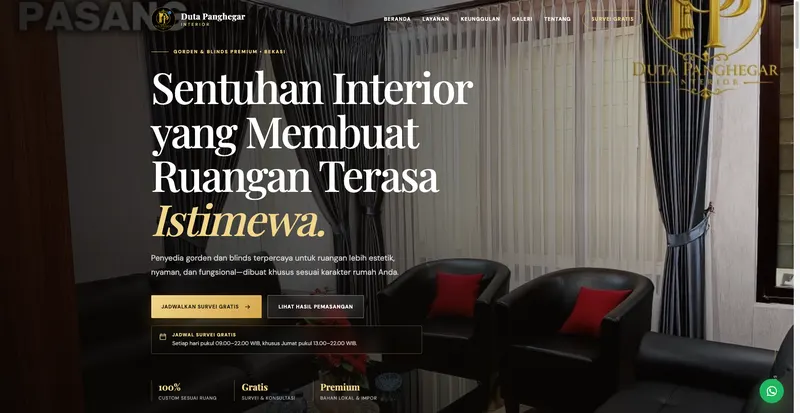 PASANG
Duta Panghegar
INTERIOR
BERANDA LAYANAN KEUNGGULAN GALERI TENTANG SURVEI GRATIS
DUTA PANGHEGAR
INTERIOR
GORDEN & BLINDS PREMIUM • BEKASI
Sentuhan Interior
yang Membuat
Ruangan Terasa
Istimewa.
Penyedia gorden dan blinds terpercaya untuk ruangan lebih estetik,
nyaman, dan fungsional—dibuat khusus sesuai karakter rumah Anda.
JADWALKAN SURVEI GRATIS → LIHAT HASIL PEMASANGAN
JADWAL SURVEI GRATIS
Setiap hari pukul 09.00–22.00 WIB, khusus Jumat pukul 13.00–22.00 WIB.
100% Gratis Premium
CUSTOM SESUAI RUANG SURVEI & KONSULTASI BAHAN LOKAL & IMPOR